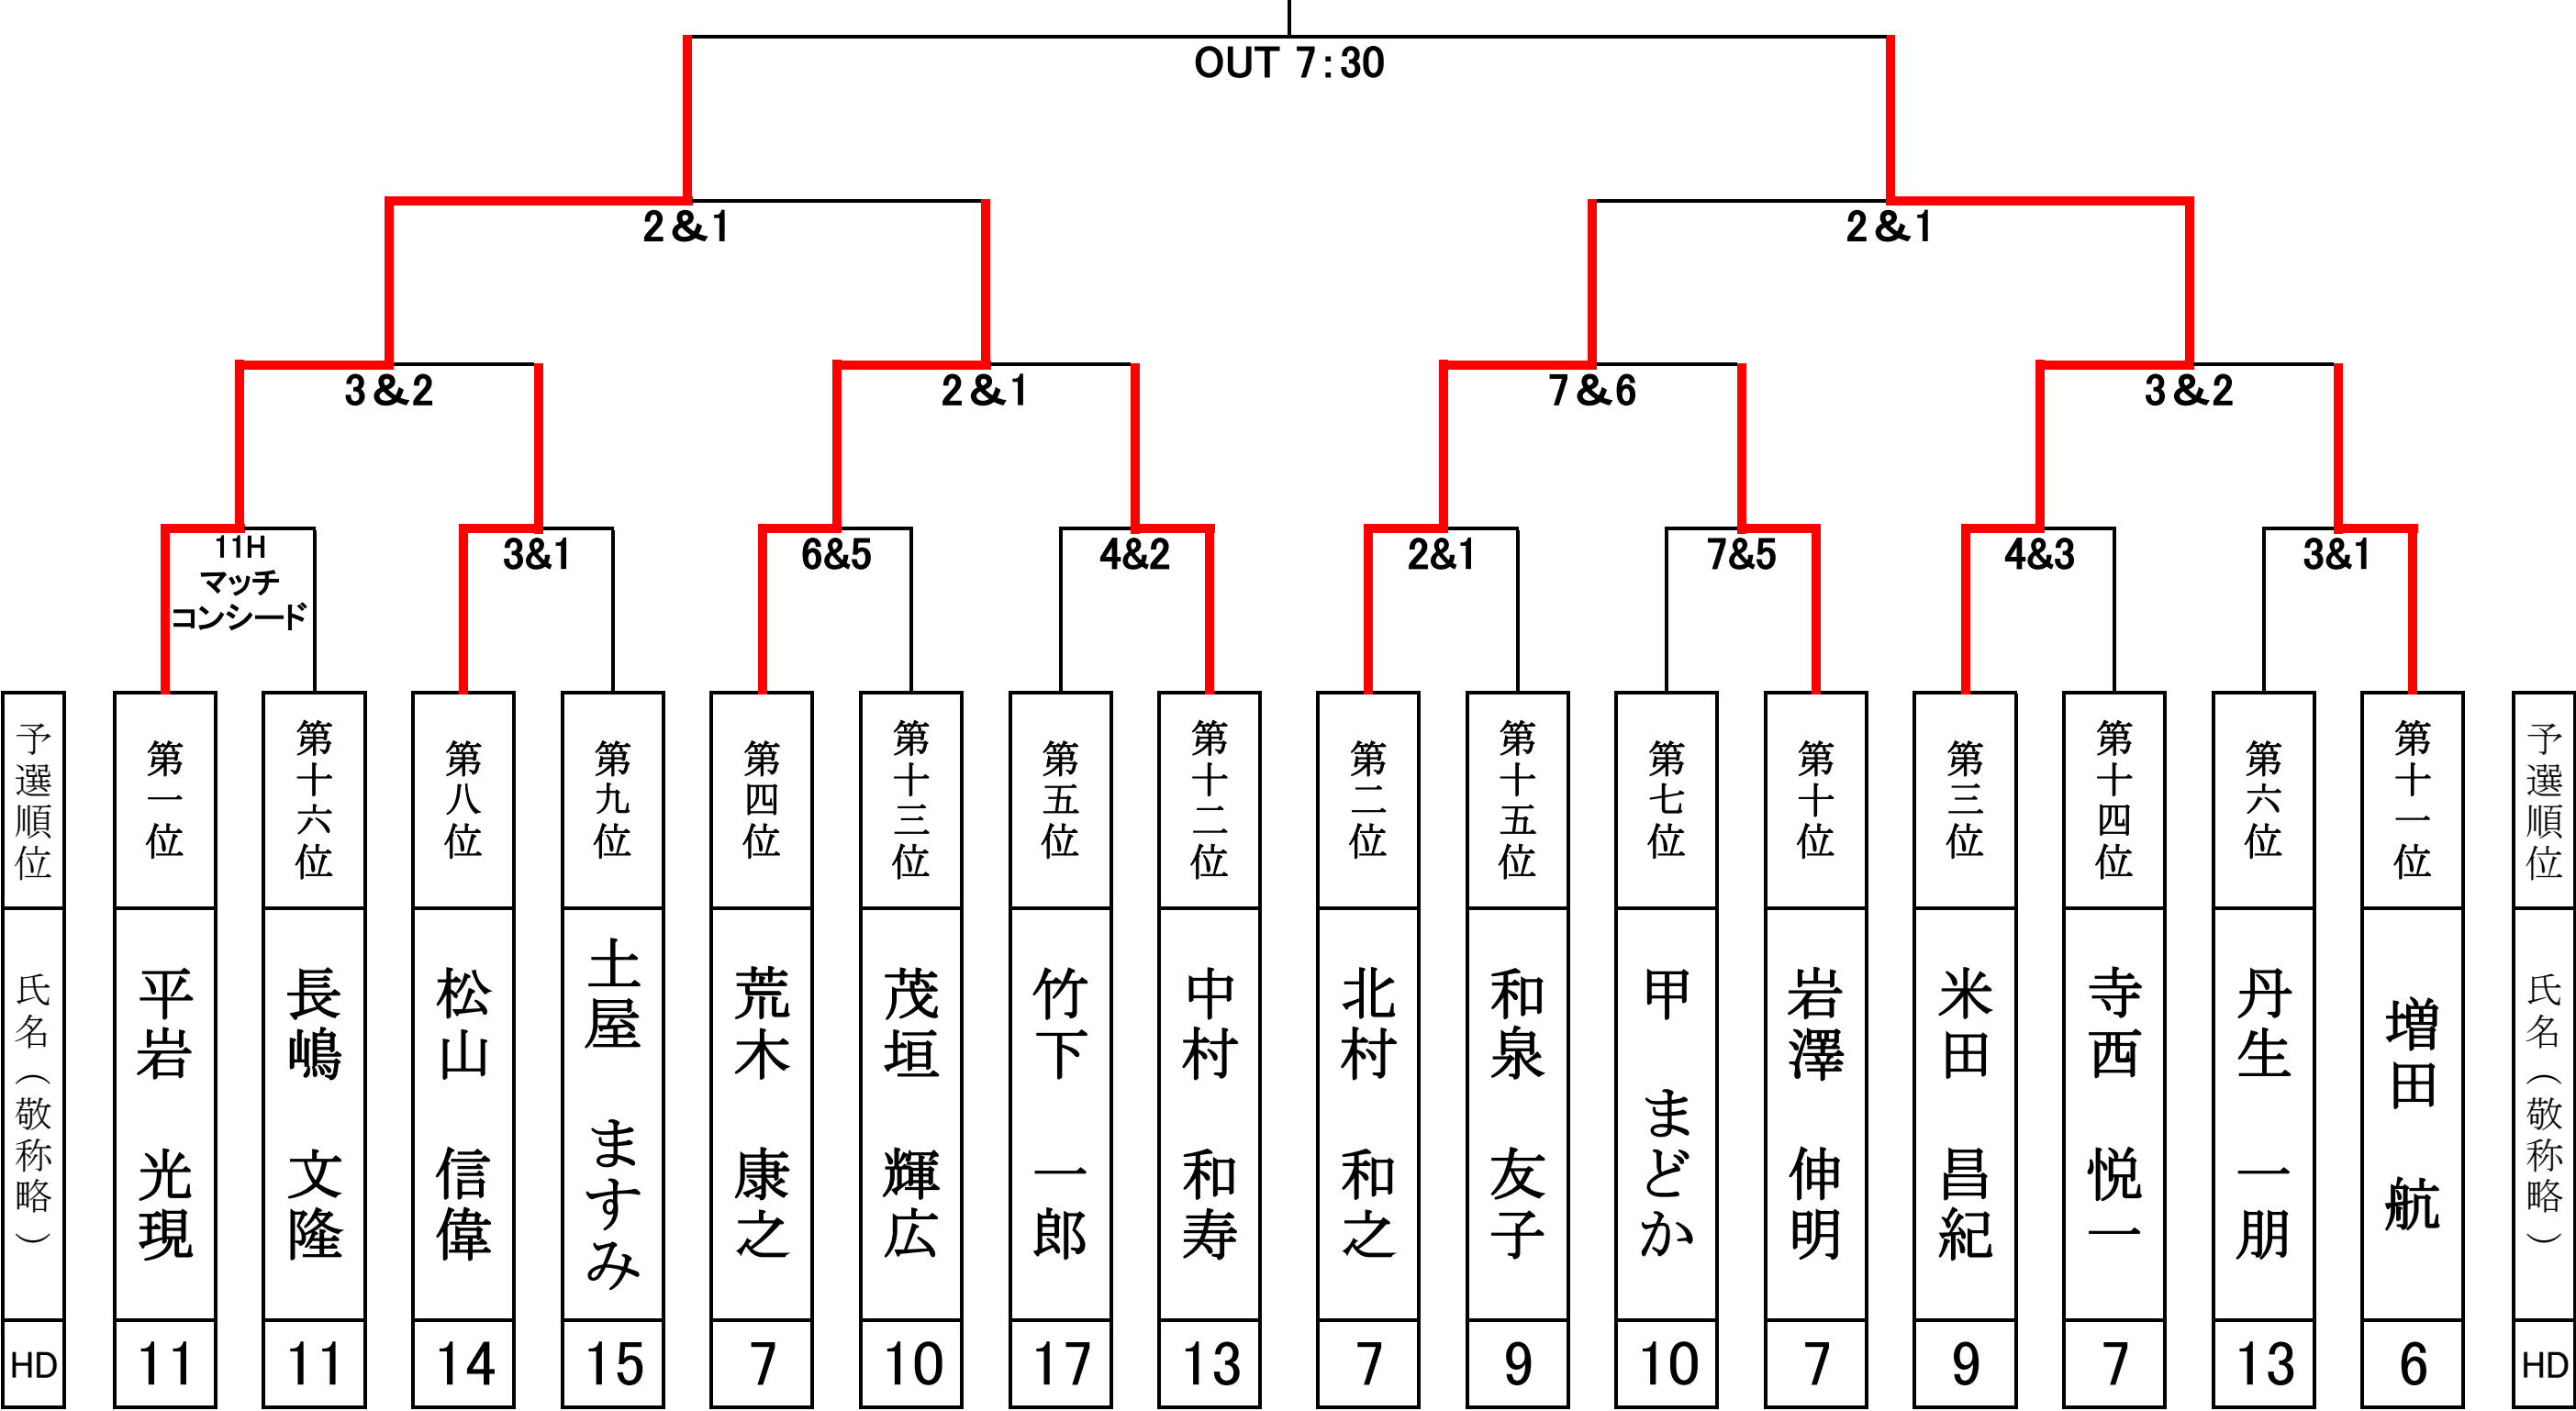 OUT 7:30
2&1
2&1
3&2
2&1
7&6
3&2
11H
マッチ
コンシード
3&1
6&5
4&2
2&1
7&5
4&3
3&1
予選順位
第一位
第十六位
第八位
第九位
第四位
第十三位
第五位
第十二位
第二位
第十五位
第七位
第十位
第三位
第十四位
第六位
第十一位
予選順位
氏名(敬称略)
平岩 光現
長嶋 文隆
松山 信偉
土屋 ますみ
荒木 康之
茂垣 輝広
竹下 一郎
中村 和寿
北村 和之
和泉 友子
甲 まどか
岩澤 伸明
米田 昌紀
寺西 悦一
丹生 一朋
増田 航
氏名(敬称略)
HD
11
11
14
15
7
10
17
13
7
9
10
7
9
7
13
6
HD